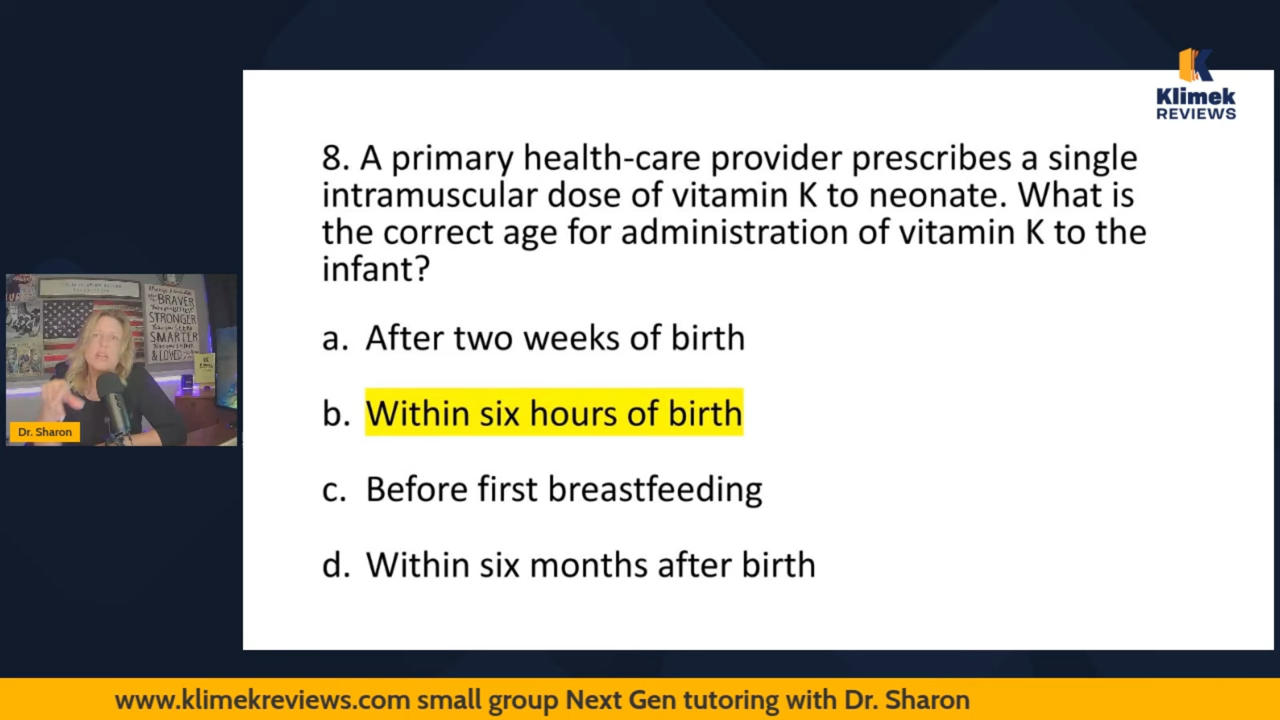 Klimek
REVIEWS
8. A primary health-care provider prescribes a single
intramuscular dose of vitamin K to neonate. What is
the correct age for administration of vitamin K to the
infant?
a. After two weeks of birth
b. Within six hours of birth
c. Before first breastfeeding
d. Within six months after birth
BRAVER
STRONGER
SMARTER
& LOVED
Dr. Sharon
www.klimekreviews.com small group Next Gen tutoring with Dr. Sharon